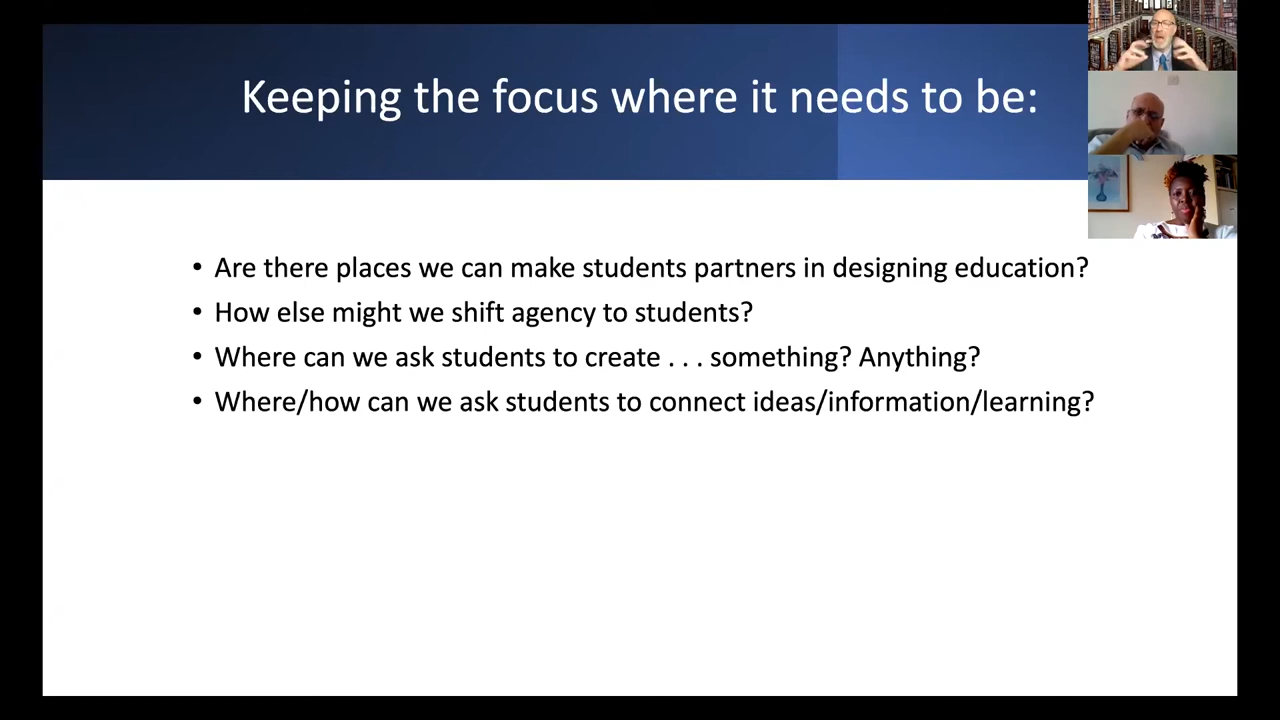 Keeping the focus where it needs to be:
• Are there places we can make students partners in designing education?
• How else might we shift agency to students?
• Where can we ask students to create . . . something? Anything?
• Where/how can we ask students to connect ideas/information/learning?